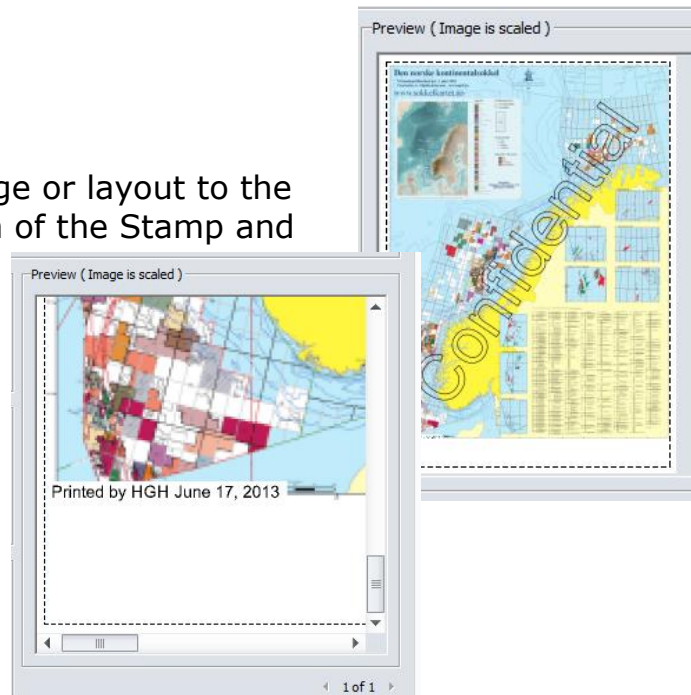 Preview ( Image is scaled )
Den norske kontinentalsokkel
www.sokkelkartet.no
Confidential
ge or layout to the
of the Stamp and
Preview ( Image is scaled )
Printed by HGH June 17, 2013
1 of 1